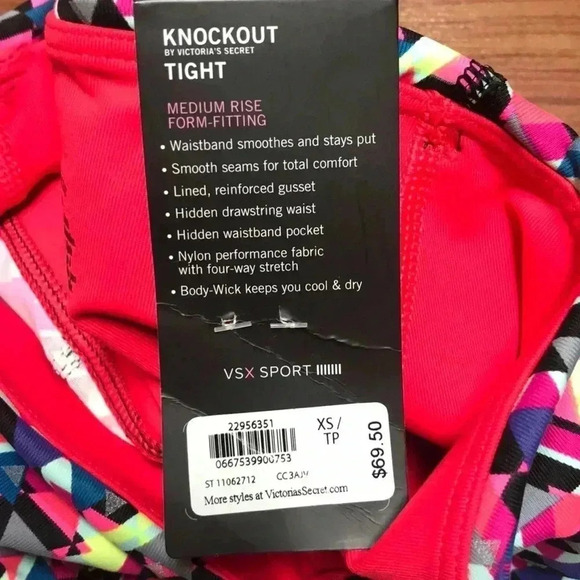 KNOCKOUT
BY VICTORIA'S SECRET
TIGHT
MEDIUM RISE
FORM-FITTING
• Waistband smoothes and stays put
• Smooth seams for total comfort
• Lined, reinforced gusset
• Hidden drawstring waist
• Hidden waistband pocket
• Nylon performance fabric
with four-way stretch
• Body-Wick keeps you cool & dry
VSX SPORT
22956351
XS/
TP
$69.50
0667539900753
ST 11062712
More styles at VictoriasSecret.com